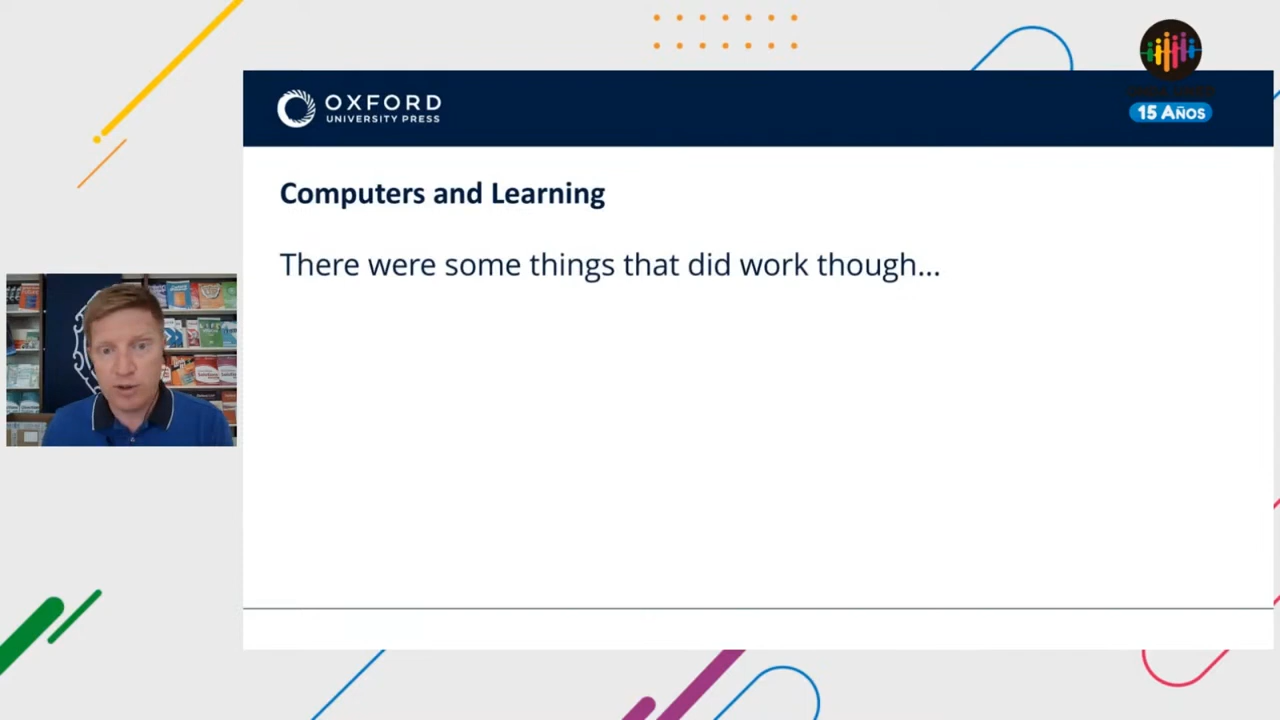 OXFORD
UNIVERSITY PRESS
15 AÑOS
Computers and Learning
There were some things that did work though...